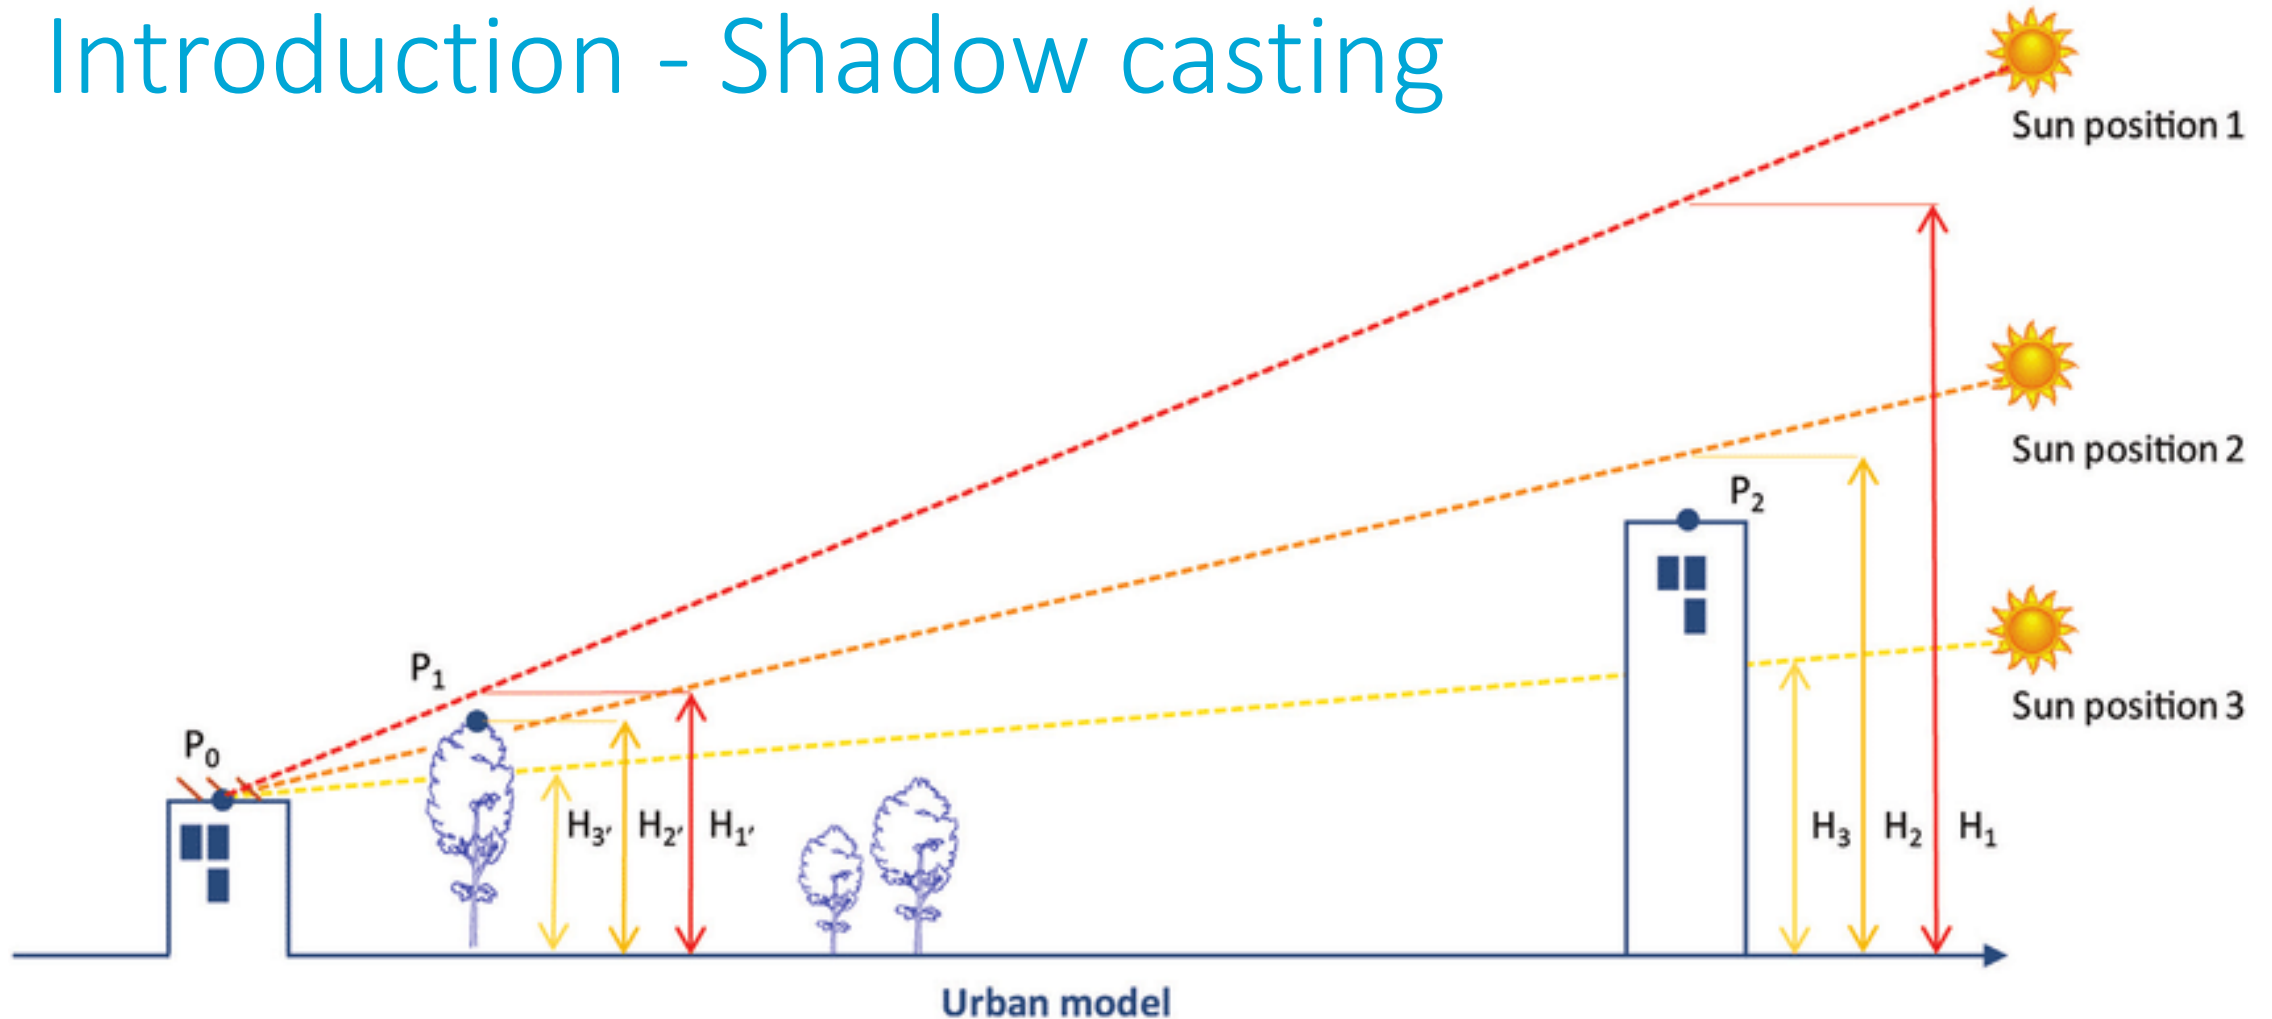 Introduction - Shadow casting
Sun position 1
Sun position 2
P2
P1
Sun position 3
P0
H3′ H2′ H1′ H3 H2 H1
Urban model